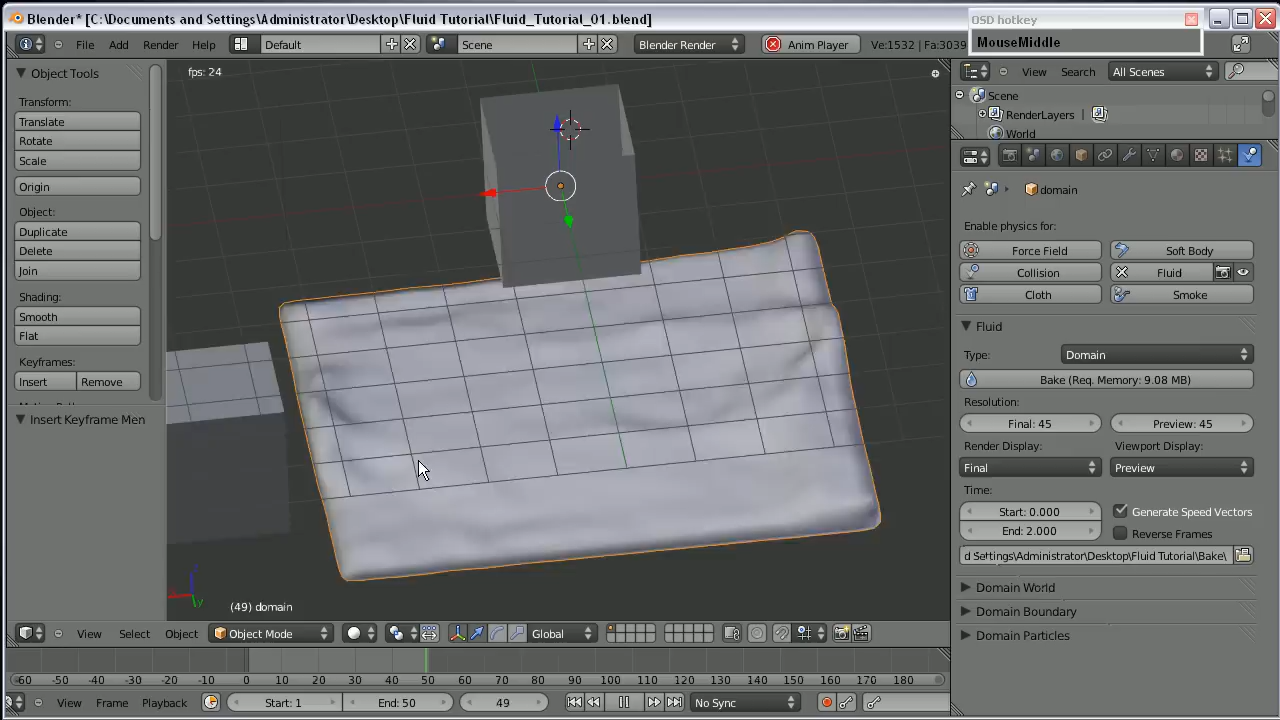 Blender* [C:\Documents and Settings\Administrator\Desktop\Fluid Tutorial\Fluid_Tutorial_01.blend]
OSD hotkey
MouseMiddle
File Add Render Help Default Scene Blender Render Anim Player Ve:1532 | Fa:3039
Object Tools
Transform:
Translate
Rotate
Scale
Origin
Object:
Duplicate
Delete
Join
Shading:
Smooth
Flat
Keyframes:
Insert Remove
Insert Keyframe Men
fps: 24
(49) domain
View Select Object Object Mode Global
-60 -40 -30 -20 -10 0 10 20 30 40 50 60 70 80 90 100 110 120 130 140 150 160 170 180
View Frame Playback Start: 1 End: 50 49 No Sync
View Search All Scenes
Scene
RenderLayers |
World
domain
Enable physics for:
Force Field Soft Body
Collision Fluid
Cloth Smoke
Fluid
Type: Domain
Bake (Req. Memory: 9.08 MB)
Resolution:
Final: 45 Preview: 45
Render Display: Viewport Display:
Final Preview
Time:
Start: 0.000 Generate Speed Vectors
End: 2.000 Reverse Frames
d Settings\Administrator\Desktop\Fluid Tutorial\Bake\
Domain World
Domain Boundary
Domain Particles